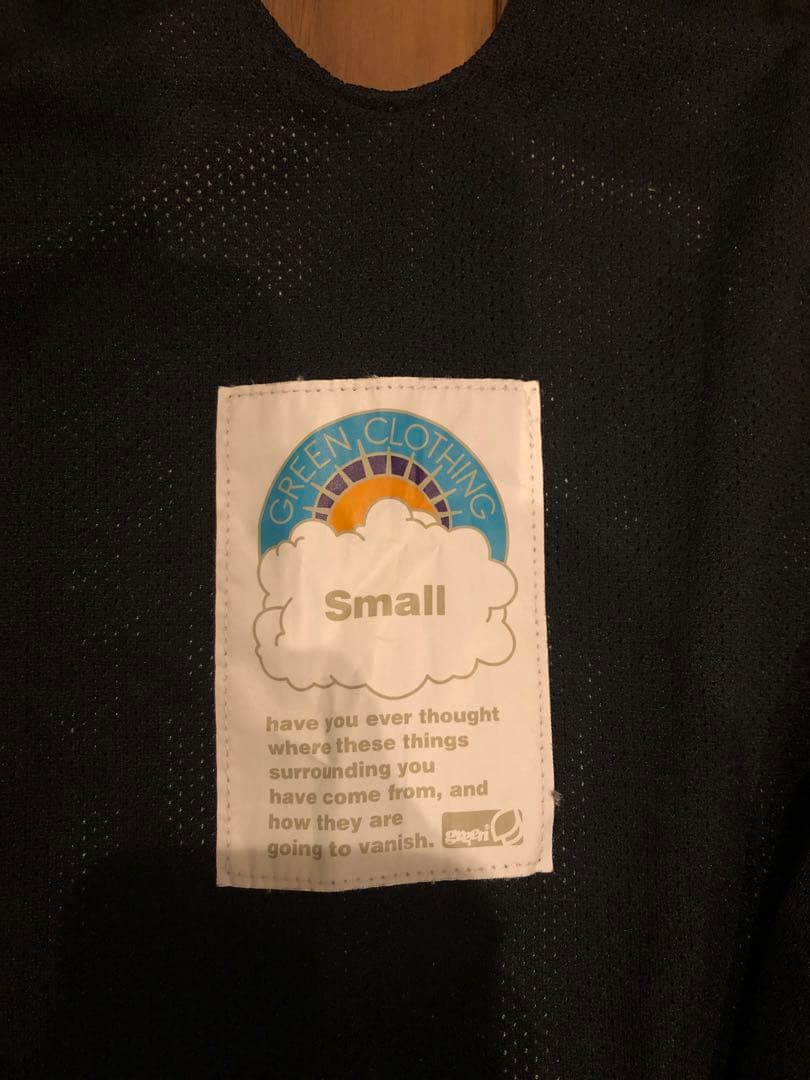 GREEN CLOTHING
Small
have you ever thought
where these things
surrounding you
have come from, and
how they are
going to vanish.
green